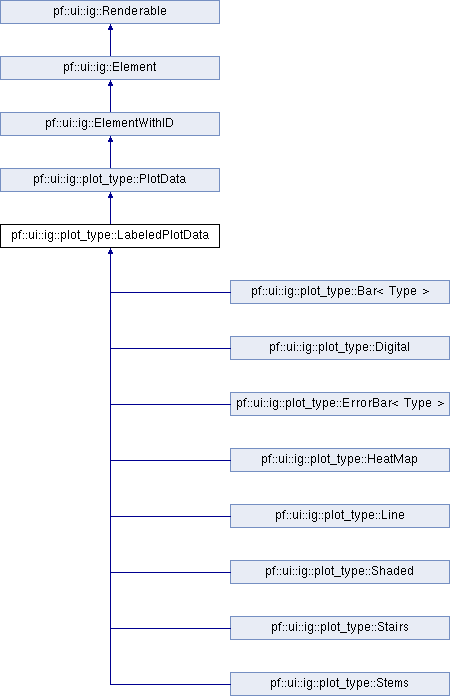 pf::ui::ig::Renderable
pf::ui::ig::Element
pf::ui::ig::ElementWithID
pf::ui::ig::plot_type::PlotData
pf::ui::ig::plot_type::LabeledPlotData
pf::ui::ig::plot_type::Bar< Type >
pf::ui::ig::plot_type::Digital
pf::ui::ig::plot_type::ErrorBar< Type >
pf::ui::ig::plot_type::HeatMap
pf::ui::ig::plot_type::Line
pf::ui::ig::plot_type::Shaded
pf::ui::ig::plot_type::Stairs
pf::ui::ig::plot_type::Stems